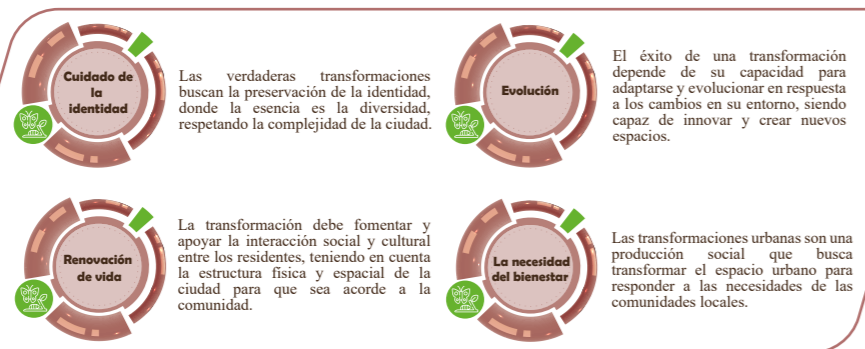 Cuidado de
la
identidad
Las verdaderas transformaciones
buscan la preservación de la identidad,
donde la esencia es la diversidad,
respetando la complejidad de la ciudad.
Evolución
El éxito de una transformación
depende de su capacidad para
adaptarse y evolucionar en respuesta
a los cambios en su entorno, siendo
capaz de innovar y crear nuevos
espacios.
Renovación
de vida
La transformación debe fomentar y
apoyar la interacción social y cultural
entre los residentes, teniendo en cuenta
la estructura física y espacial de la
ciudad para que sea acorde a la
comunidad.
La necesidad
del bienestar
Las transformaciones urbanas son una
producción social que busca
transformar el espacio urbano para
responder a las necesidades de las
comunidades locales.